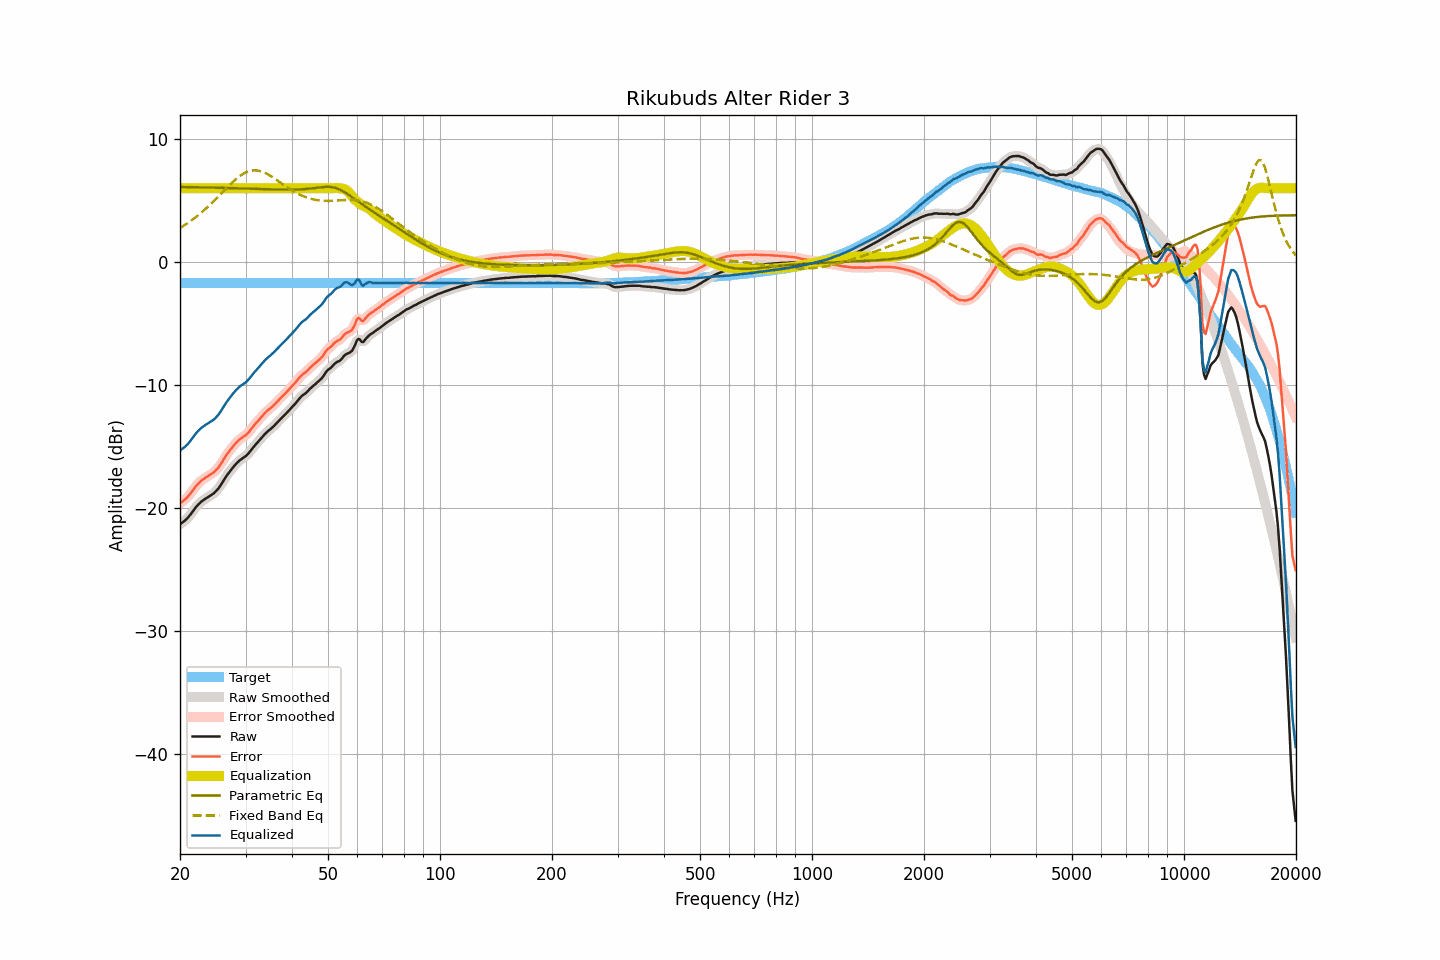 Rikubuds Alter Rider 3
10
0
−10
−20
−30
−40
Amplitude (dBr)
Target
Raw Smoothed
Error Smoothed
Raw
Error
Equalization
Parametric Eq
Fixed Band Eq
Equalized
20 50 100 200 500 1000 2000 5000 10000 20000
Frequency (Hz)